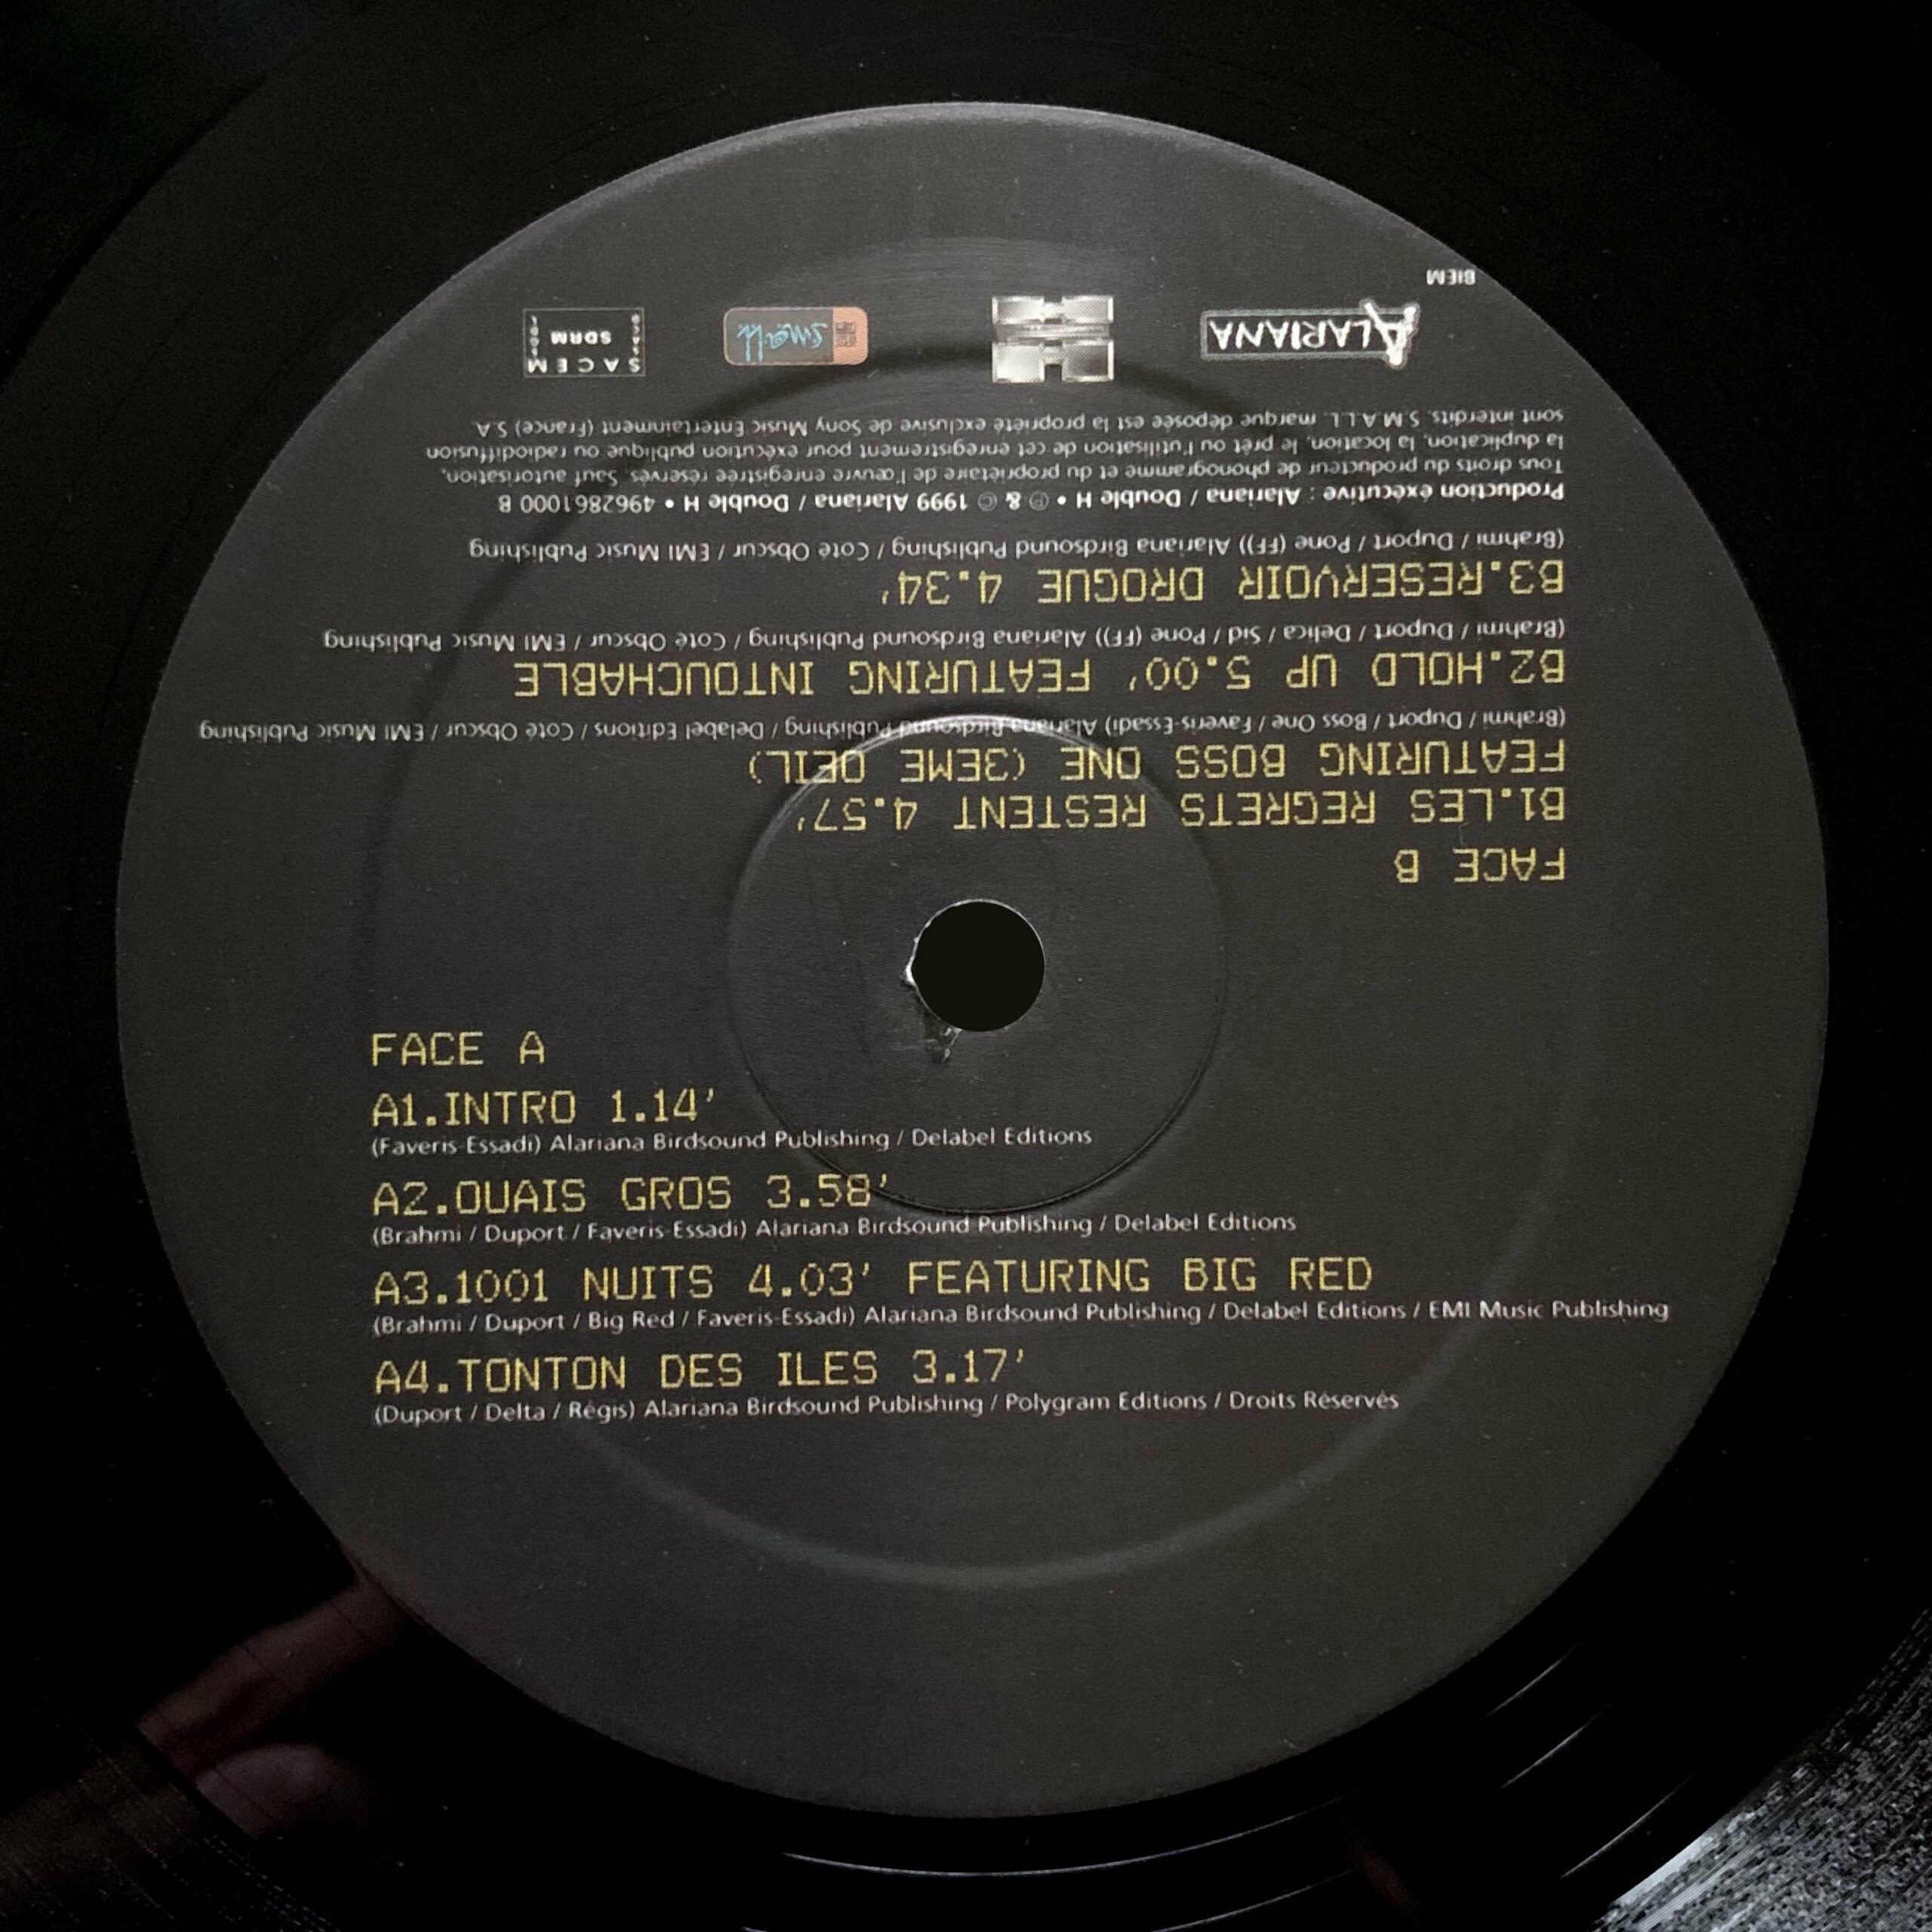 FACE A
A1.INTRO 1.14'
(Faveris-Essadi) Alariana Birdsound Publishing / Delabel Editions
A2.OUAIS GROS 3.58'
(Brahmi / Duport / Faveris-Essadi) Alariana Birdsound Publishing / Delabel Editions
A3.1001 NUITS 4.03' FEATURING BIG RED
(Brahmi / Duport / Big Red / Faveris-Essadi) Alariana Birdsound Publishing / Delabel Editions / EMI Music Publishing
A4.TONTON DES ILES 3.17'
(Duport / Delta / Régis) Alariana Birdsound Publishing / Polygram Editions / Droits Réservés
FACE B
B1.LES REGRETS RESTENT 4.57'
FEATURING BOSS ONE (3EME OEIL)
(Brahmi / Duport / Boss One / Faveris-Essadi) Alariana Birdsound Publishing / Delabel Editions / Coté Obscur / EMI Music Publishing
B2.HOLD UP 5.00' FEATURING INTOUCHABLE
(Brahmi / Duport / Delica / Sid / Pone (FF)) Alariana Birdsound Publishing / Coté Obscur / EMI Music Publishing
B3.RESERVOIR DROGUE 4.34'
(Brahmi / Duport / Pone (FF)) Alariana Birdsound Publishing / Coté Obscur / EMI Music Publishing
Production éxécutive : Alariana / Double H • ℗ & © 1999 Alariana / Double H • 4962861000 B
Tous droits du producteur de phonogramme et du propriétaire de l'œuvre enregistrée réservés. Sauf autorisation,
la duplication, la location, le prêt ou l'utilisation de cet enregistrement pour exécution publique ou radiodiffusion
sont interdits. S.M.A.L.L. marque déposée est la propriété exclusive de Sony Music Entertainment (France) S.A.
ALARIANA
small
SACEM
SDRM
SACD
SGDL
BIEM